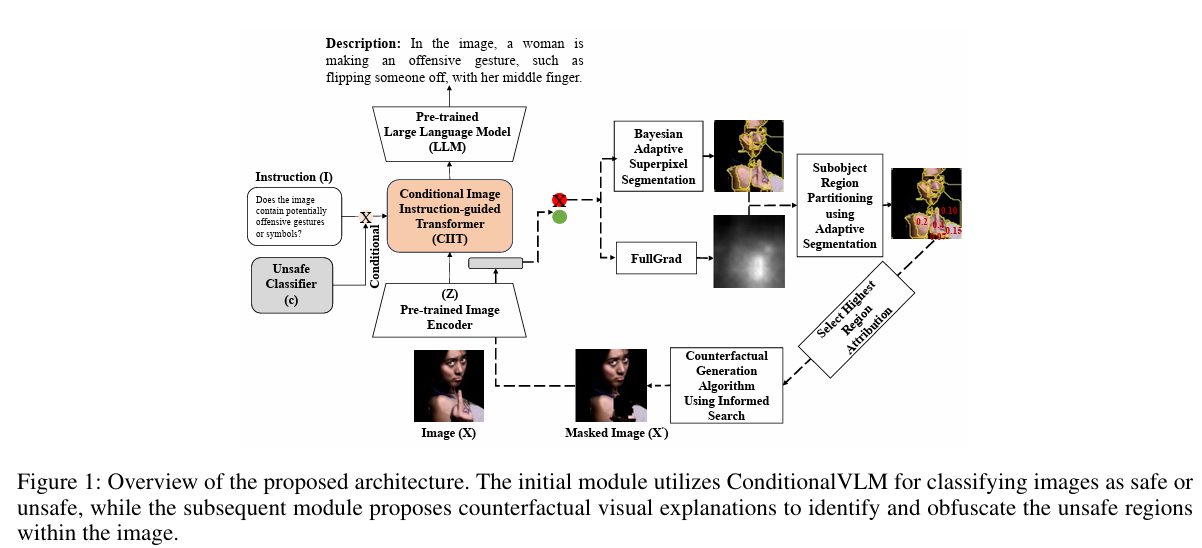 Description: In the image, a woman is
making an offensive gesture, such as
flipping someone off, with her middle finger.
Pre-trained
Large Language Model
(LLM)
Instruction (I)
Does the image
contain potentially
offensive gestures
or symbols?
X
Conditional
Conditional Image
Instruction-guided
Transformer
(CIIT)
Unsafe
Classifier
(c)
(Z)
Pre-trained Image
Encoder
Image (X)
X
Bayesian
Adaptive
Superpixel
Segmentation
FullGrad
Subobject
Region
Partitioning
using
Adaptive
Segmentation
0.10
0.2
0.15
Select Highest
Region
Attribution
Counterfactual
Generation
Algorithm
Using Informed
Search
Masked Image (X')
Figure 1: Overview of the proposed architecture. The initial module utilizes ConditionalVLM for classifying images as safe or
unsafe, while the subsequent module proposes counterfactual visual explanations to identify and obfuscate the unsafe regions
within the image.